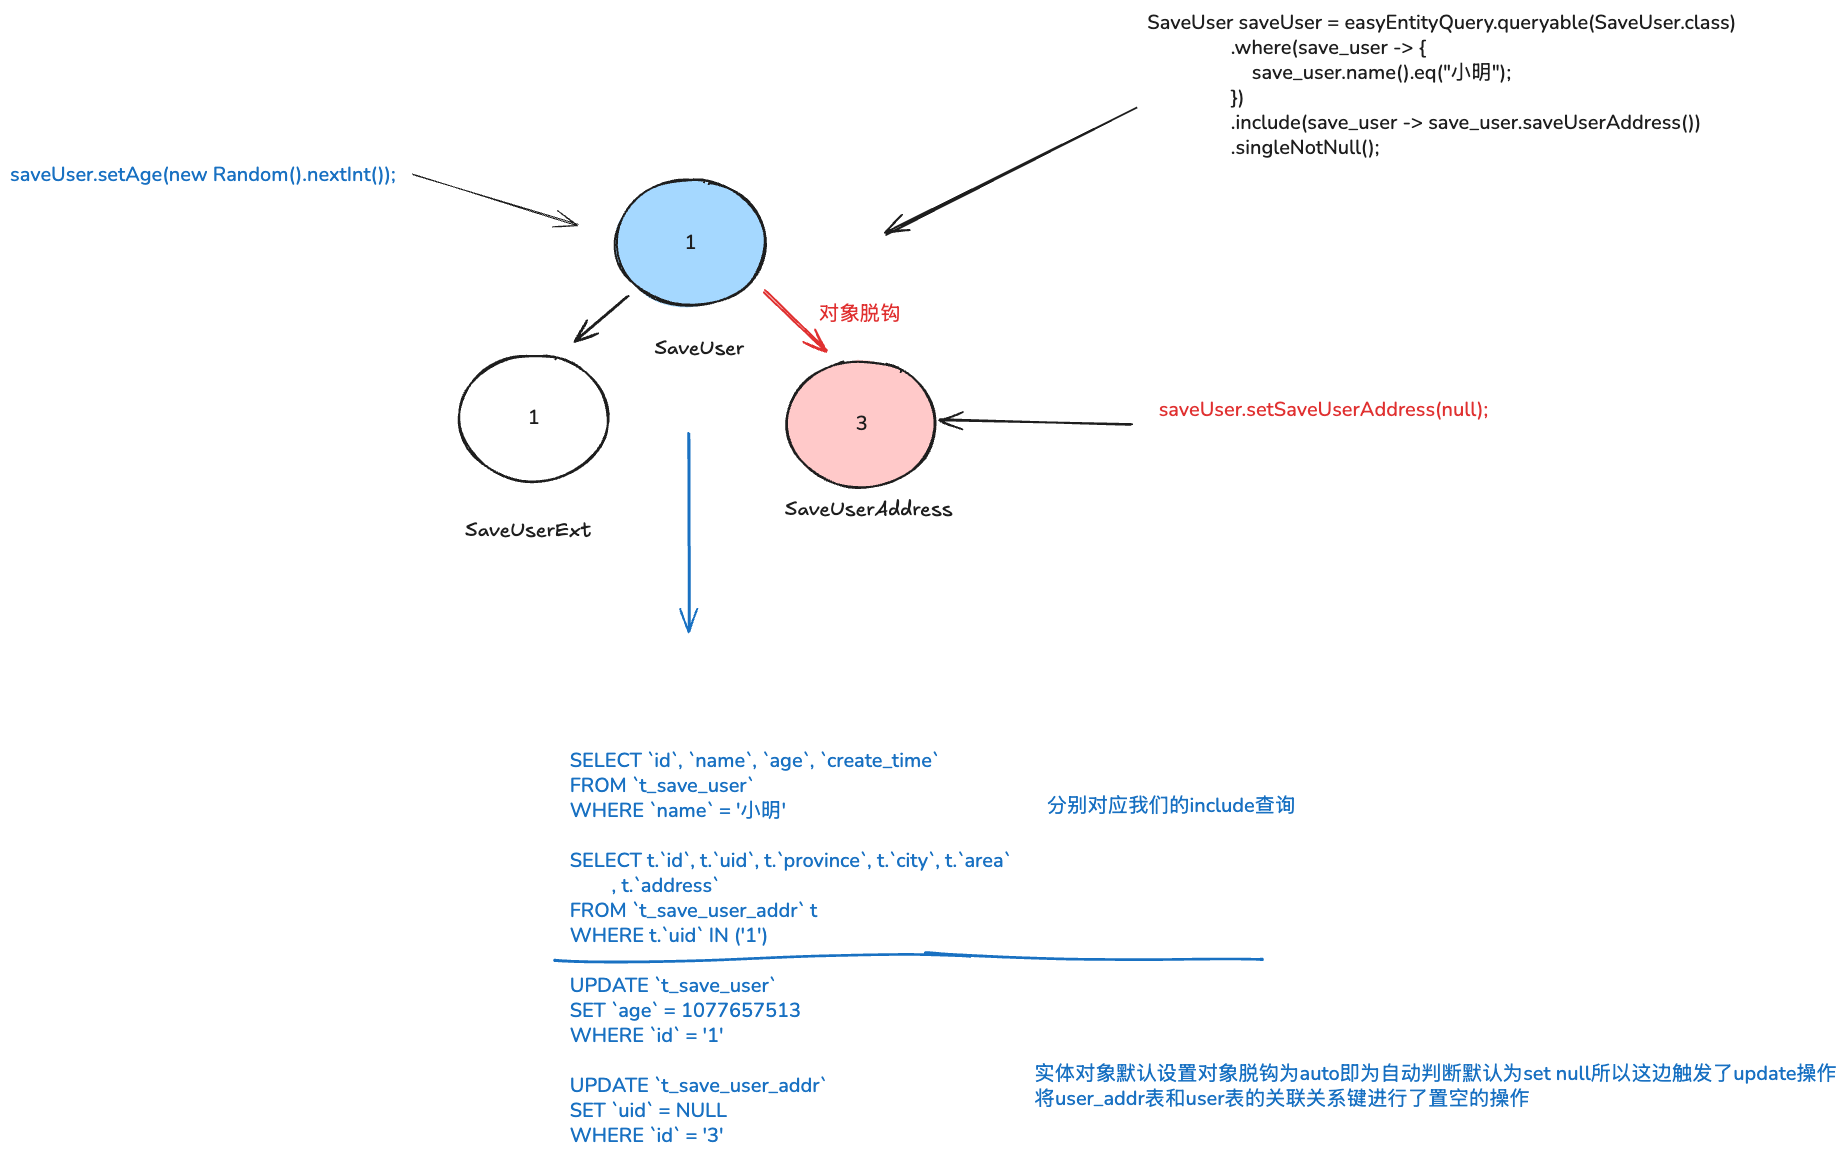 SaveUser saveUser = easyEntityQuery.queryable(SaveUser.class)
.where(save_user -> {
save_user.name().eq("小明");
})
.include(save_user -> save_user.saveUserAddress())
.singleNotNull();
saveUser.setAge(new Random().nextInt());
1
对象脱钩
SaveUser
1
3
saveUser.setSaveUserAddress(null);
SaveUserAddress
SaveUserExt
SELECT `id`, `name`, `age`, `create_time`
FROM `t_save_user`
WHERE `name` = '小明'
分别对应我们的include查询
SELECT t.`id`, t.`uid`, t.`province`, t.`city`, t.`area`
, t.`address`
FROM `t_save_user_addr` t
WHERE t.`uid` IN ('1')
UPDATE `t_save_user`
SET `age` = 1077657513
WHERE `id` = '1'
UPDATE `t_save_user_addr`
SET `uid` = NULL
WHERE `id` = '3'
实体对象默认设置对象脱钩为auto即为自动判断默认为set null所以这边触发了update操作
将user_addr表和user表的关联关系键进行了置空的操作